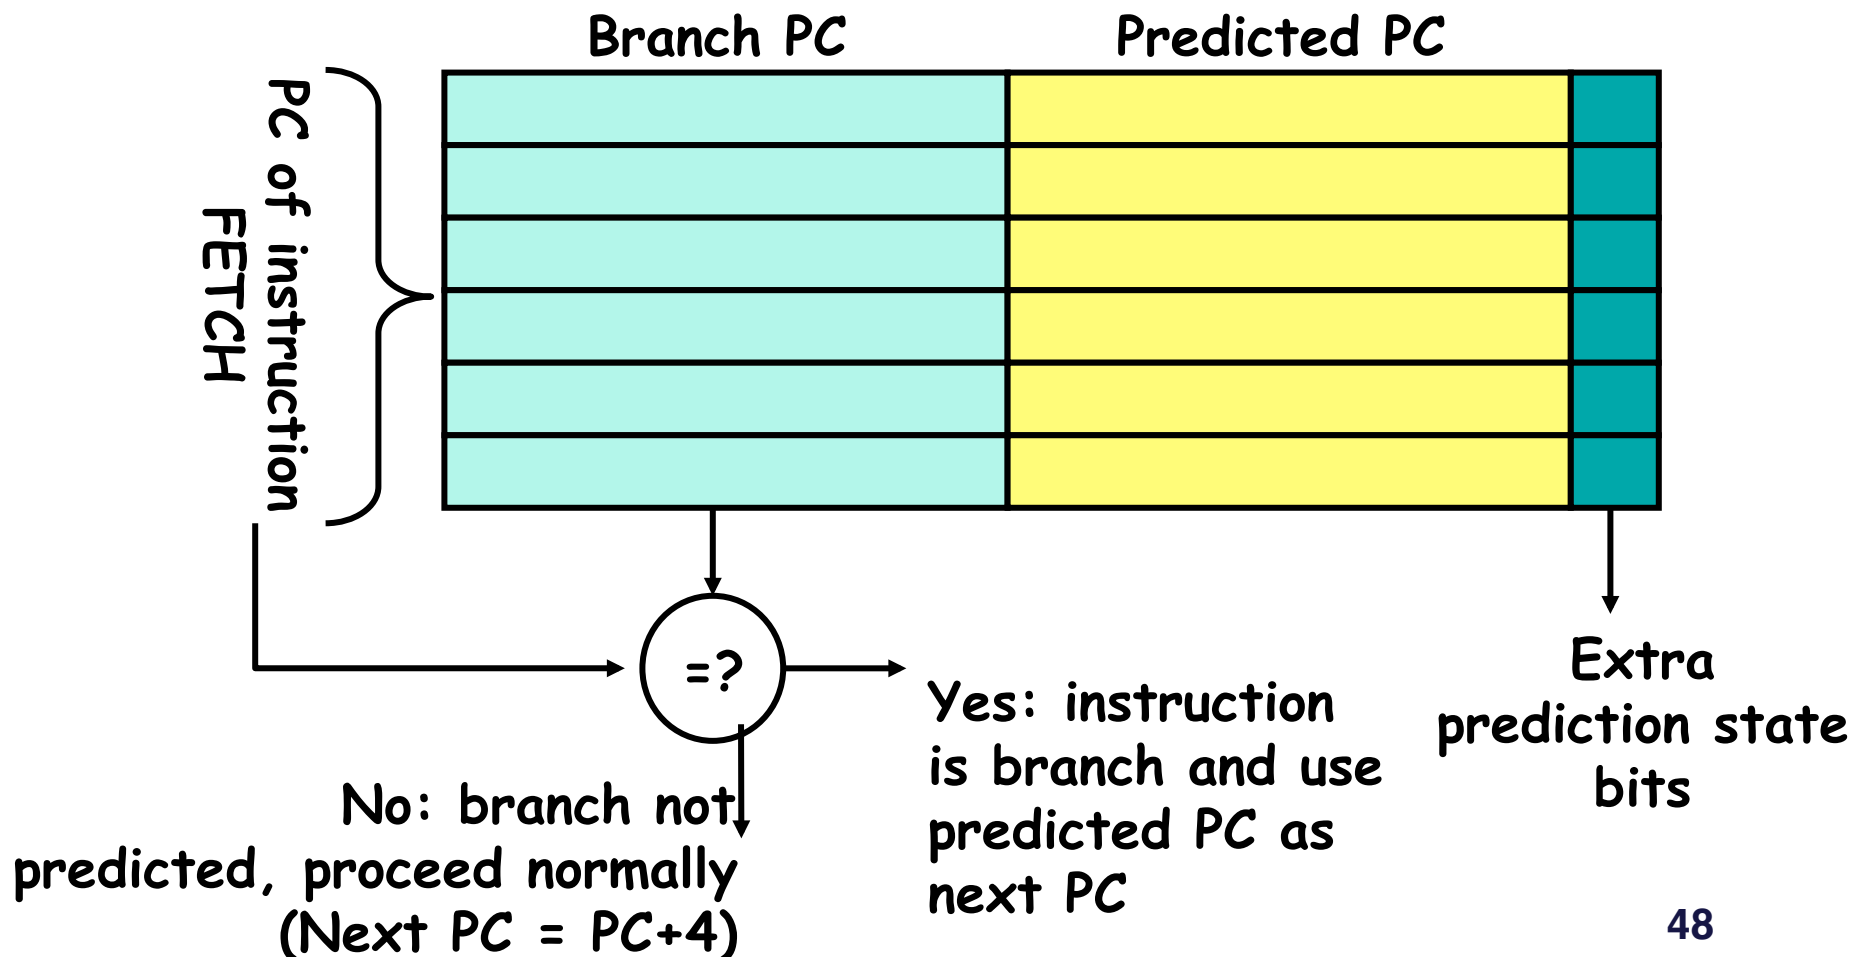 Branch PC
Predicted PC
PC of instruction
FETCH
=?
Yes: instruction
is branch and use
predicted PC as
next PC
Extra
prediction state
bits
No: branch not
predicted, proceed normally
(Next PC = PC+4)
48